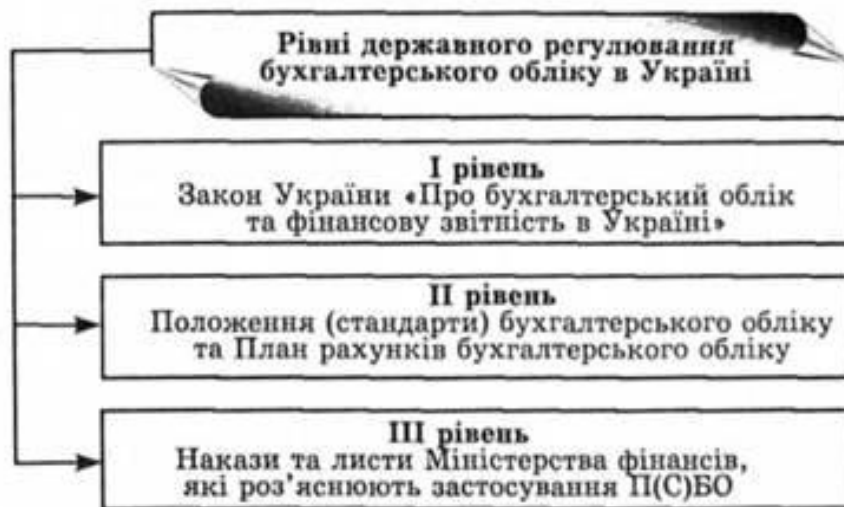 Рівні державного регулювання
бухгалтерського обліку в Україні
I рівень
Закон України «Про бухгалтерський облік
та фінансову звітність в Україні»
II рівень
Положення (стандарти) бухгалтерського обліку
та План рахунків бухгалтерського обліку
III рівень
Накази та листи Міністерства фінансів,
які роз’яснюють застосування П(С)БО